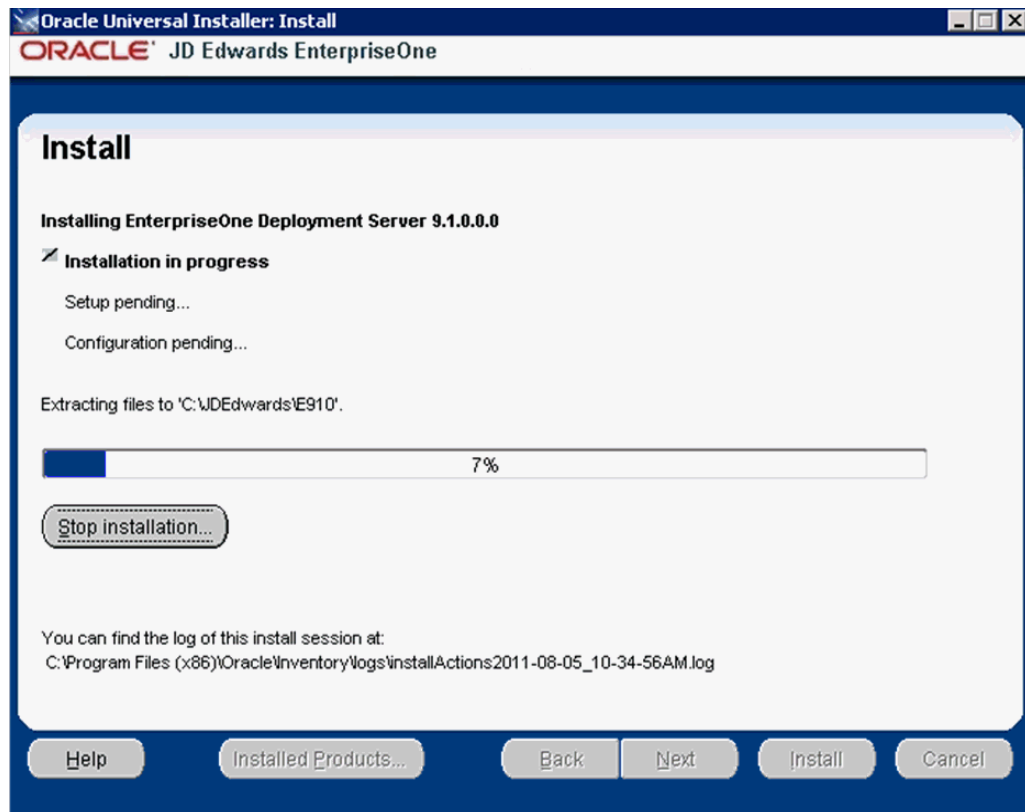 Oracle Universal Installer: Install
ORACLE JD Edwards EnterpriseOne
Install
Installing EnterpriseOne Deployment Server 9.1.0.0.0
Installation in progress
Setup pending...
Configuration pending...
Extracting files to 'C:\JDEdwards\E910'.
7%
Stop installation...
You can find the log of this install session at:
C:\Program Files (x86)\Oracle\Inventory\logs\installActions2011-08-05_10-34-56AM.log
Help Installed Products... Back Next Install Cancel